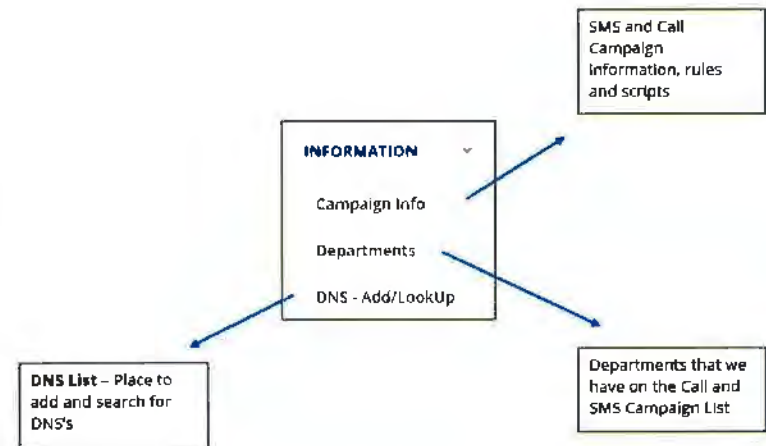 SMS and Call
Campaign
Information, rules
and scripts
INFORMATION
Campaign Info
Departments
DNS - Add/LookUp
DNS List – Place to
add and search for
DNS's
Departments that we
have on the Call and
SMS Campaign List